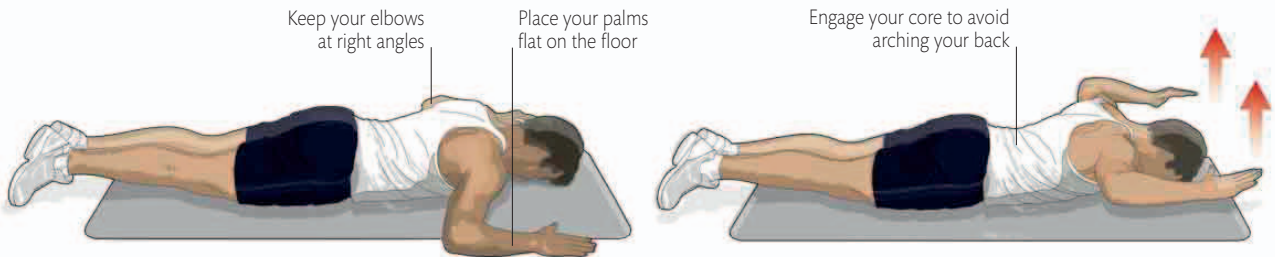 Keep your elbows
at right angles
Place your palms
flat on the floor
Engage your core to avoid
arching your back